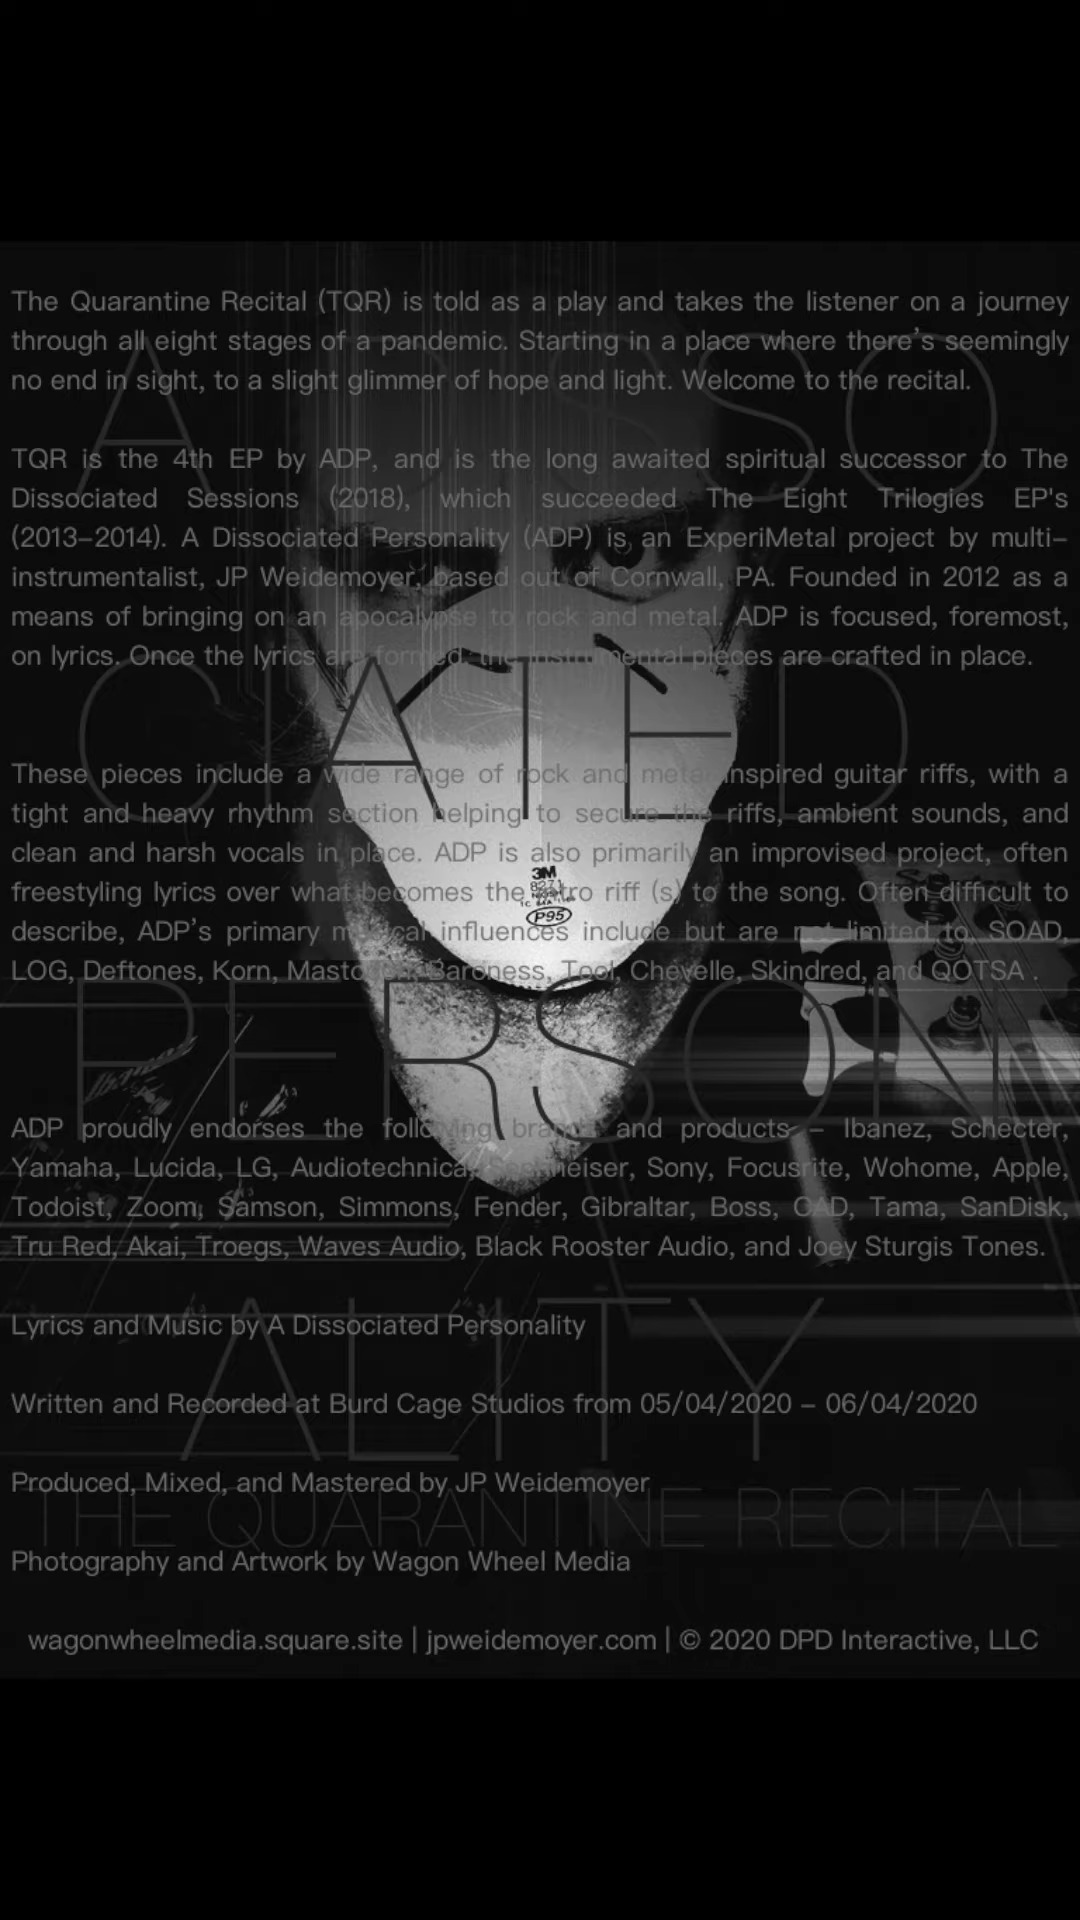 The Quarantine Recital (TQR) is told as a play and takes the listener on a journey
through all eight stages of a pandemic. Starting in a place where there's seemingly
no end in sight, to a slight glimmer of hope and light. Welcome to the recital.
A DISSO
TQR is the 4th EP by ADP, and is the long awaited spiritual successor to The
Dissociated Sessions (2018), which succeeded The Eight Trilogies EP's
(2013–2014). A Dissociated Personality (ADP) is an ExperiMetal project by multi–
instrumentalist, JP Weidemoyer, based out of Cornwall, PA. Founded in 2012 as a
means of bringing on an apocalypse to rock and metal. ADP is focused, foremost,
on lyrics. Once the lyrics are formed, the instrumental pieces are crafted in place.
CIATED
These pieces include a wide range of rock and metal inspired guitar riffs, with a
tight and heavy rhythm section helping to secure the riffs, ambient sounds, and
clean and harsh vocals in place. ADP is also primarily an improvised project, often
3M
8271
freestyling lyrics over what becomes the intro riff (s) to the song. Often difficult to
P95
describe, ADP's primary musical influences include but are not limited to, SOAD,
LOG, Deftones, Korn, Mastodon, Baroness, Tool, Chevelle, Skindred, and QOTSA .
PERSON
ADP proudly endorses the following brands and products – Ibanez, Schecter,
Yamaha, Lucida, LG, Audiotechnica, Sennheiser, Sony, Focusrite, Wohome, Apple,
Todoist, Zoom, Samson, Simmons, Fender, Gibraltar, Boss, CAD, Tama, SanDisk,
Tru Red, Akai, Troegs, Waves Audio, Black Rooster Audio, and Joey Sturgis Tones.
Lyrics and Music by A Dissociated Personality
ALITY
Written and Recorded at Burd Cage Studios from 05/04/2020 – 06/04/2020
Produced, Mixed, and Mastered by JP Weidemoyer
THE QUARANTINE RECITAL
Photography and Artwork by Wagon Wheel Media
wagonwheelmedia.square.site | jpweidemoyer.com | © 2020 DPD Interactive, LLC